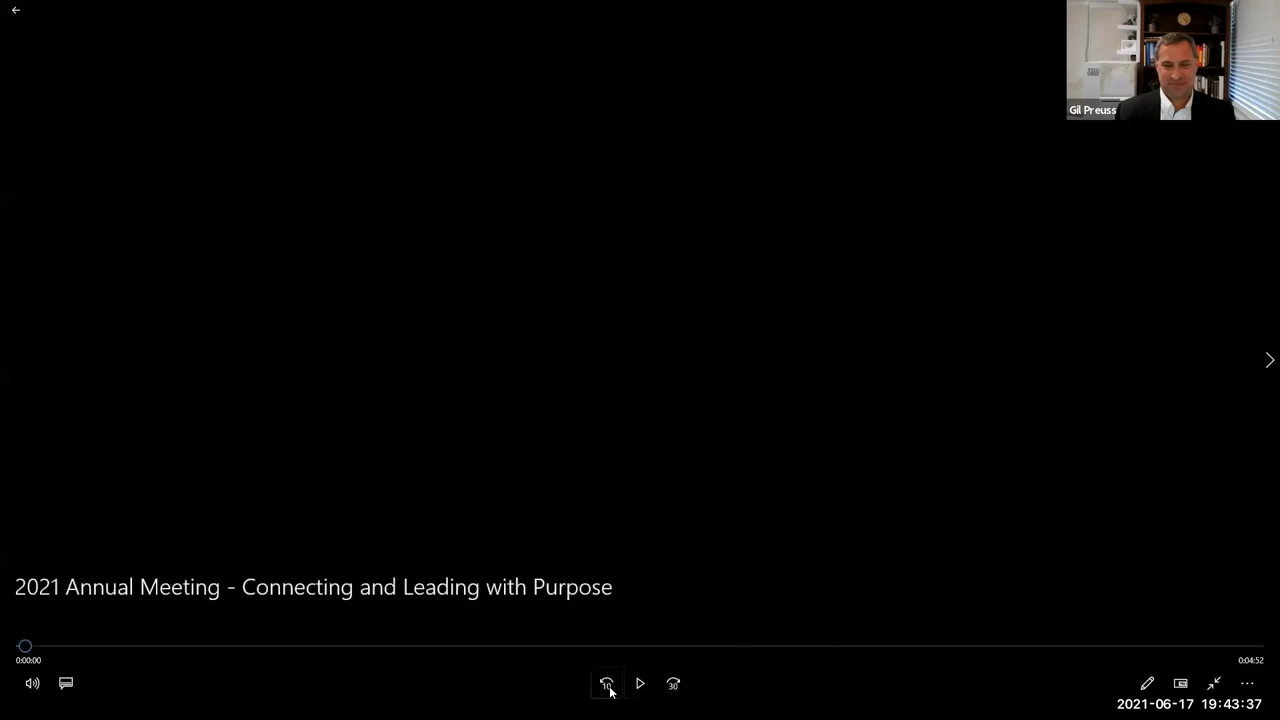 Gil Preuss
2021 Annual Meeting - Connecting and Leading with Purpose
0:00:00
0:04:52
10
30
2021-06-17 19:43:37